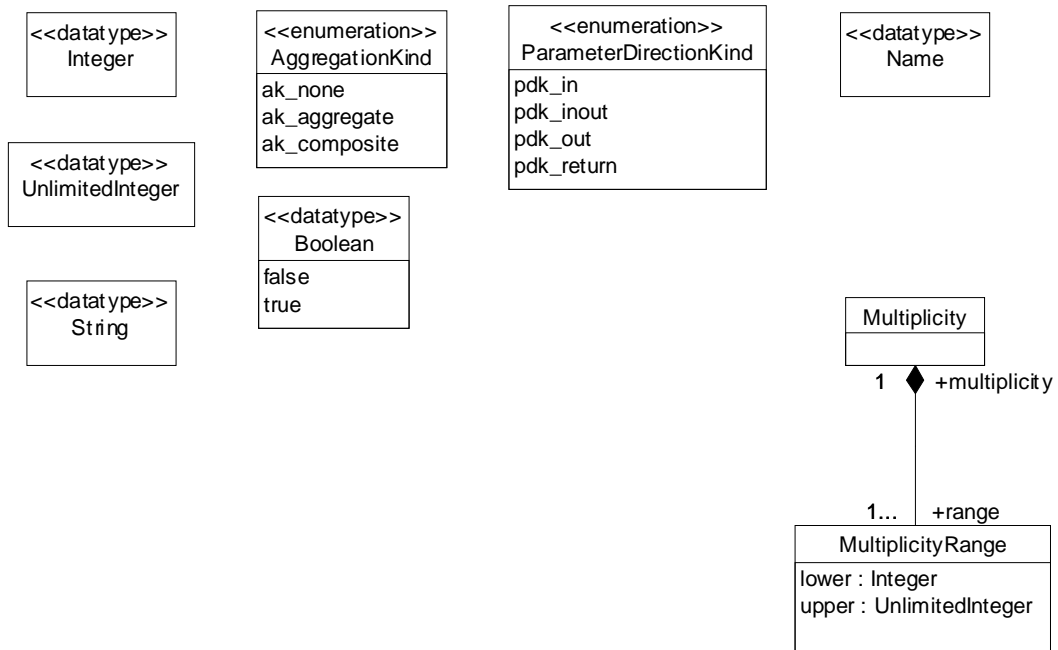 <<datatype>>
Integer
<<enumeration>>
AggregationKind
ak_none
ak_aggregate
ak_composite
<<enumeration>>
ParameterDirectionKind
pdk_in
pdk_inout
pdk_out
pdk_return
<<datatype>>
Name
<<datatype>>
UnlimitedInteger
<<datatype>>
Boolean
false
true
<<datatype>>
String
Multiplicity
1 +multiplicity
1... +range
MultiplicityRange
lower : Integer
upper : UnlimitedInteger